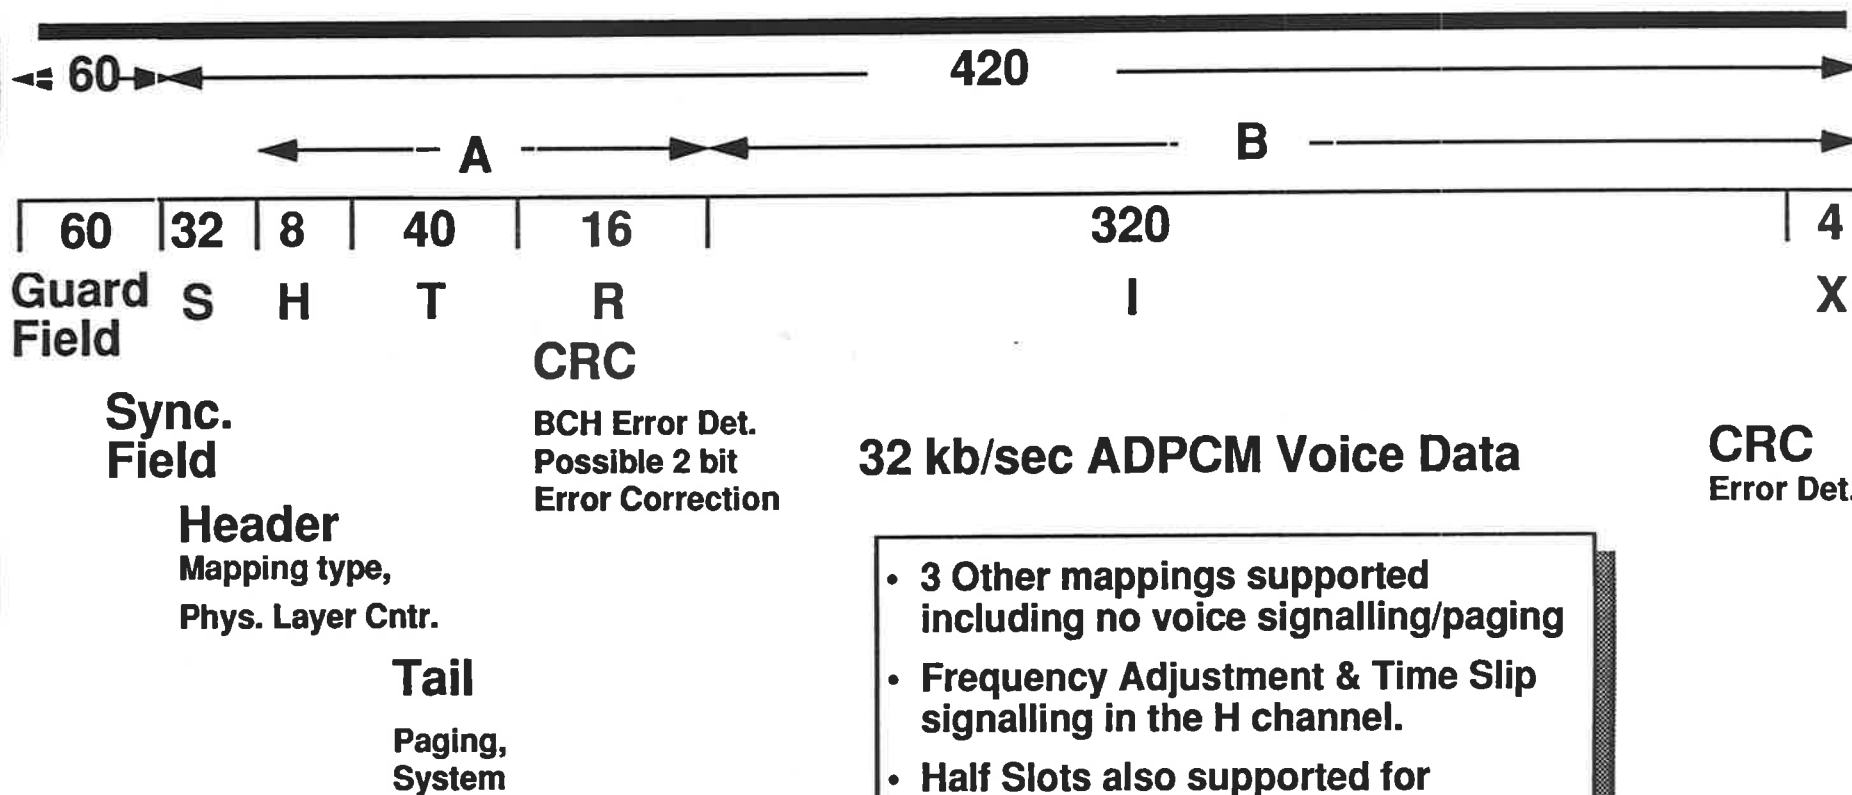 60 420
A B
60 32 8 40 16 320 4
Guard
Field
S H T R I X
CRC
BCH Error Det.
Possible 2 bit
Error Correction
Sync.
Field
32 kb/sec ADPCM Voice Data
CRC
Error Det.
Header
Mapping type,
Phys. Layer Cntr.
Tail
Paging,
System
• 3 Other mappings supported
including no voice signalling/paging
• Frequency Adjustment & Time Slip
signalling in the H channel.
• Half Slots also supported for